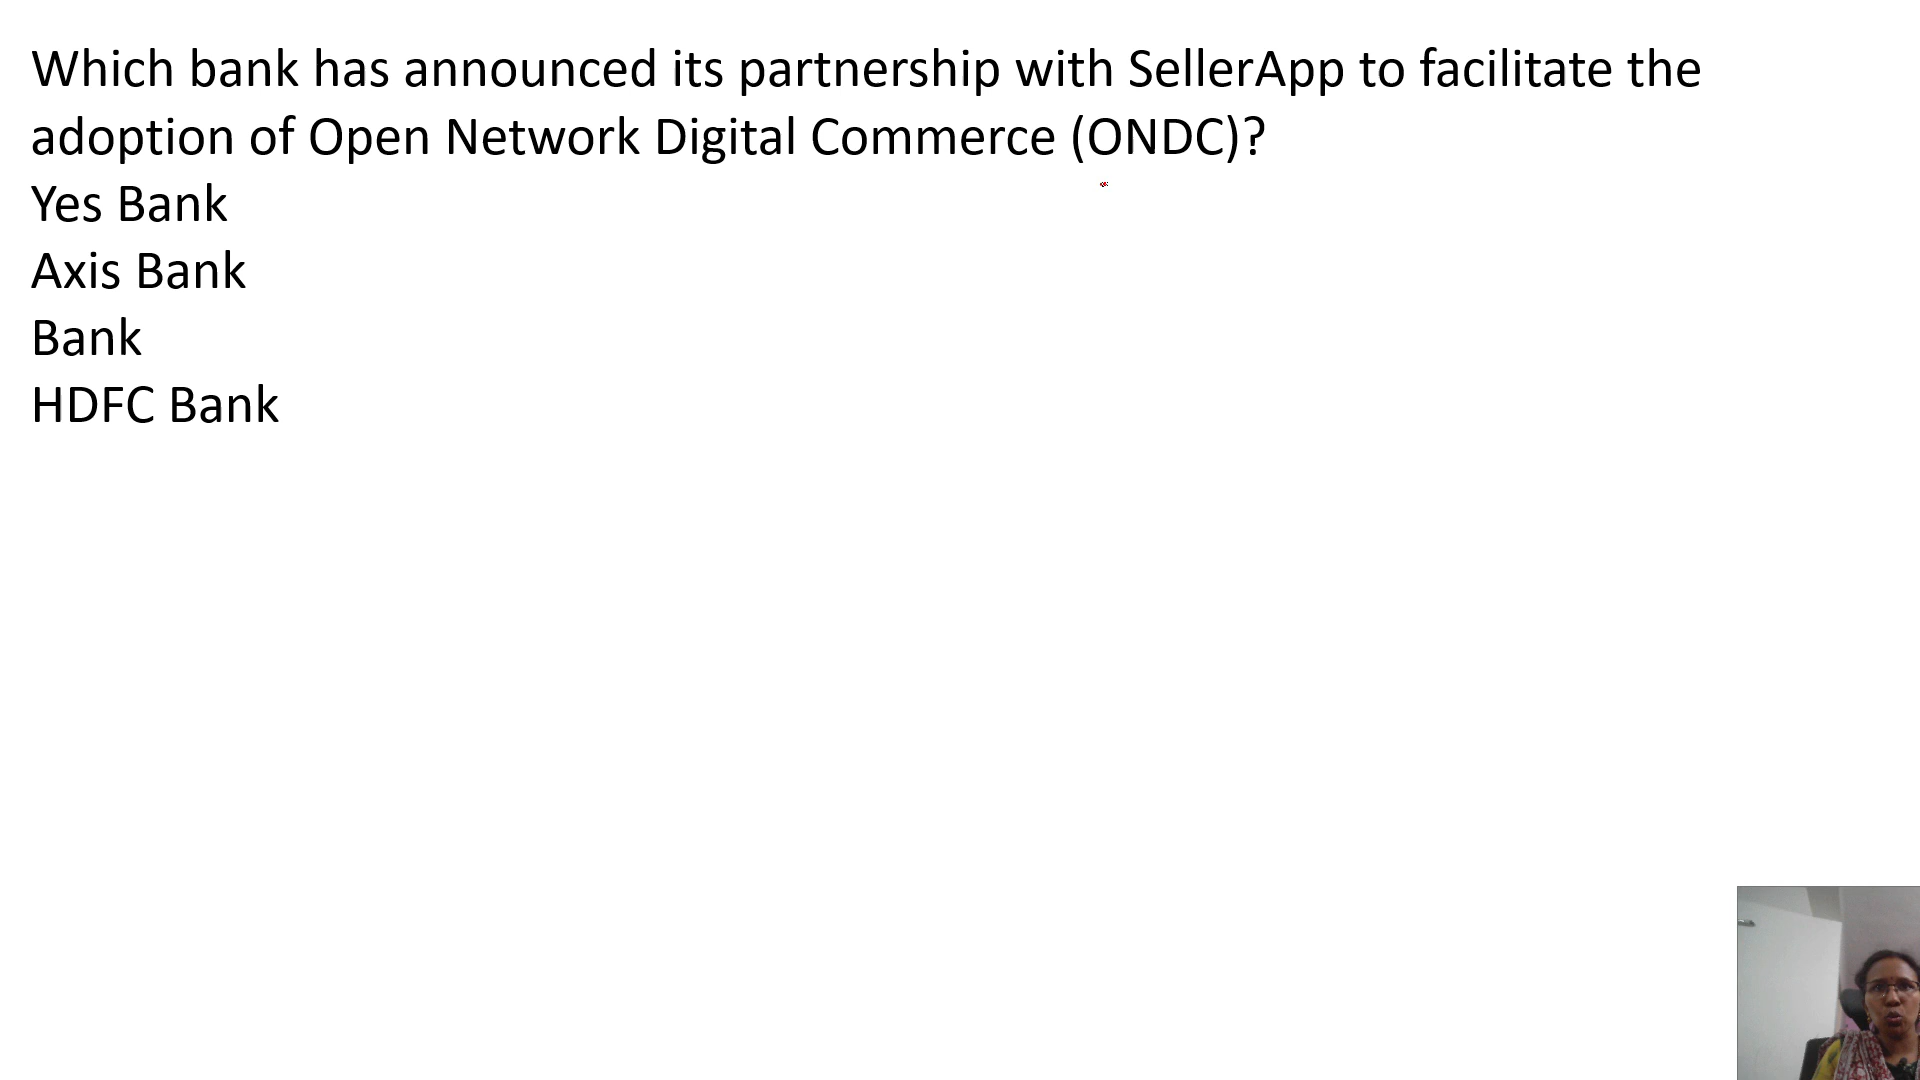 Which bank has announced its partnership with SellerApp to facilitate the
adoption of Open Network Digital Commerce (ONDC)?
Yes Bank
Axis Bank
Bank
HDFC Bank